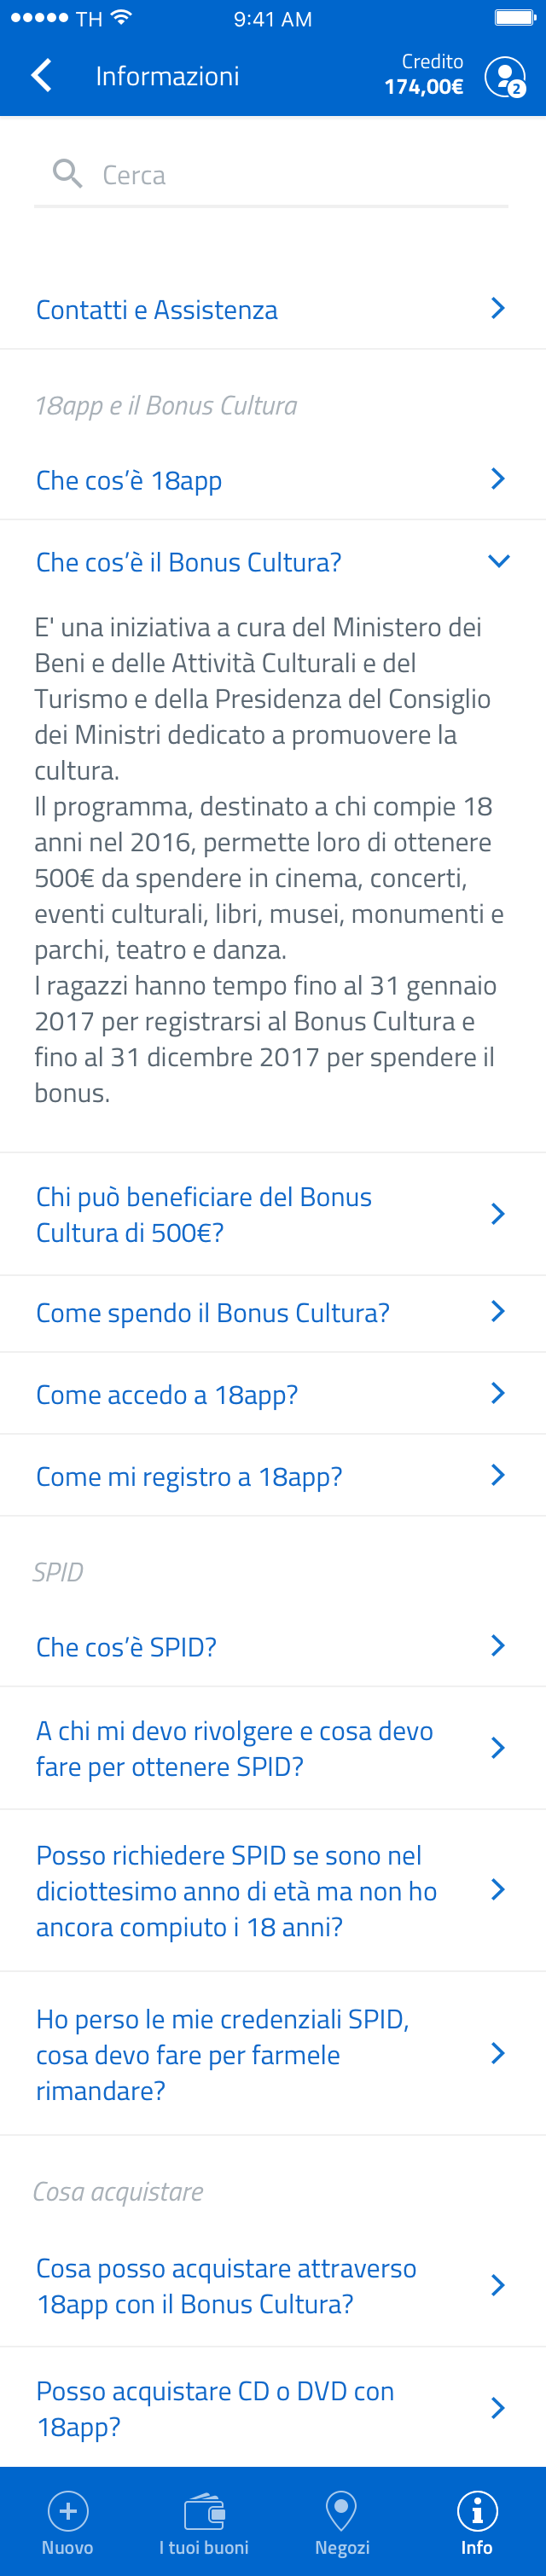 TH 9:41 AM
Informazioni
Credito
174,00€
2
Cerca
Contatti e Assistenza
18app e il Bonus Cultura
Che cos’è 18app
Che cos’è il Bonus Cultura?
E' una iniziativa a cura del Ministero dei
Beni e delle Attività Culturali e del
Turismo e della Presidenza del Consiglio
dei Ministri dedicato a promuovere la
cultura.
Il programma, destinato a chi compie 18
anni nel 2016, permette loro di ottenere
500€ da spendere in cinema, concerti,
eventi culturali, libri, musei, monumenti e
parchi, teatro e danza.
I ragazzi hanno tempo fino al 31 gennaio
2017 per registrarsi al Bonus Cultura e
fino al 31 dicembre 2017 per spendere il
bonus.
Chi può beneficiare del Bonus
Cultura di 500€?
Come spendo il Bonus Cultura?
Come accedo a 18app?
Come mi registro a 18app?
SPID
Che cos’è SPID?
A chi mi devo rivolgere e cosa devo
fare per ottenere SPID?
Posso richiedere SPID se sono nel
diciottesimo anno di età ma non ho
ancora compiuto i 18 anni?
Ho perso le mie credenziali SPID,
cosa devo fare per farmele
rimandare?
Cosa acquistare
Cosa posso acquistare attraverso
18app con il Bonus Cultura?
Posso acquistare CD o DVD con
18app?
Nuovo I tuoi buoni Negozi Info